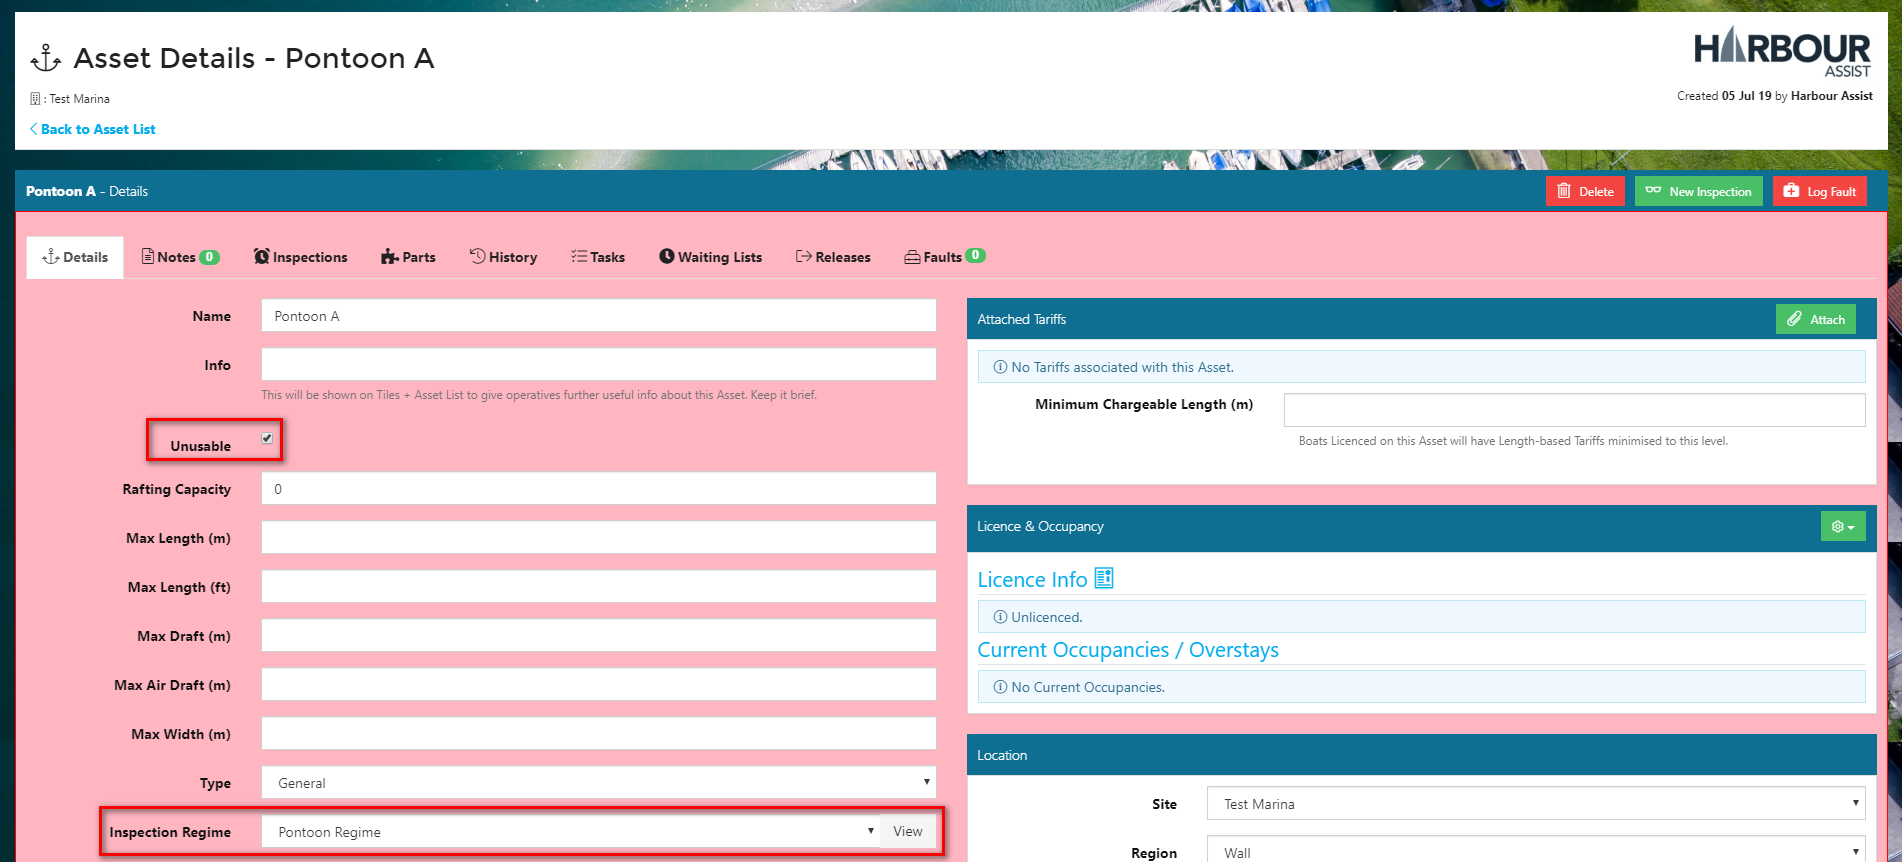 Asset Details - Pontoon A
HARBOUR
ASSIST
: Test Marina
Created 05 Jul 19 by Harbour Assist
Back to Asset List
Pontoon A - Details
Delete
New Inspection
Log Fault
Details
Notes 0
Inspections
Parts
History
Tasks
Waiting Lists
Releases
Faults 0
Name
Pontoon A
Info
This will be shown on Tiles + Asset List to give operatives further useful info about this Asset. Keep it brief.
Unusable
Rafting Capacity
0
Max Length (m)
Max Length (ft)
Max Draft (m)
Max Air Draft (m)
Max Width (m)
Type
General
Inspection Regime
Pontoon Regime
View
Attached Tariffs
Attach
No Tariffs associated with this Asset.
Minimum Chargeable Length (m)
Boats Licenced on this Asset will have Length-based Tariffs minimised to this level.
Licence & Occupancy
Licence Info
Unlicenced.
Current Occupancies / Overstays
No Current Occupancies.
Location
Site
Test Marina
Region
Wall